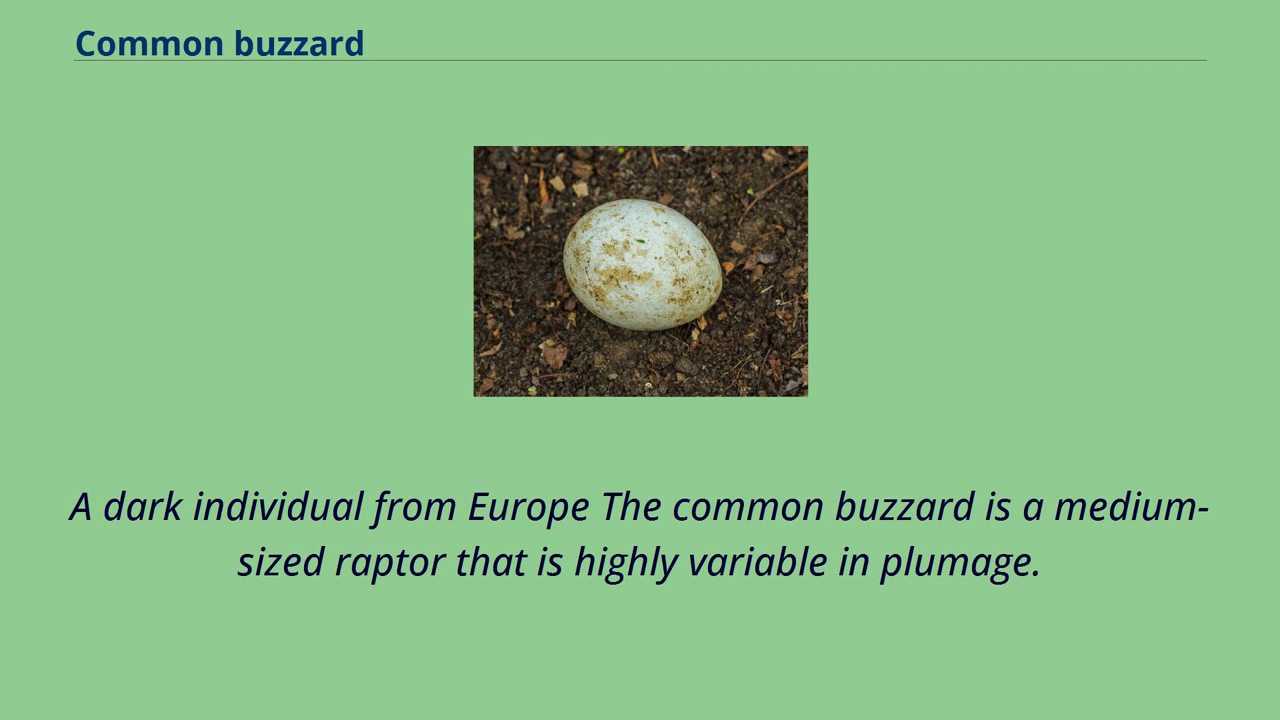 Common buzzard
A dark individual from Europe The common buzzard is a medium-
sized raptor that is highly variable in plumage.